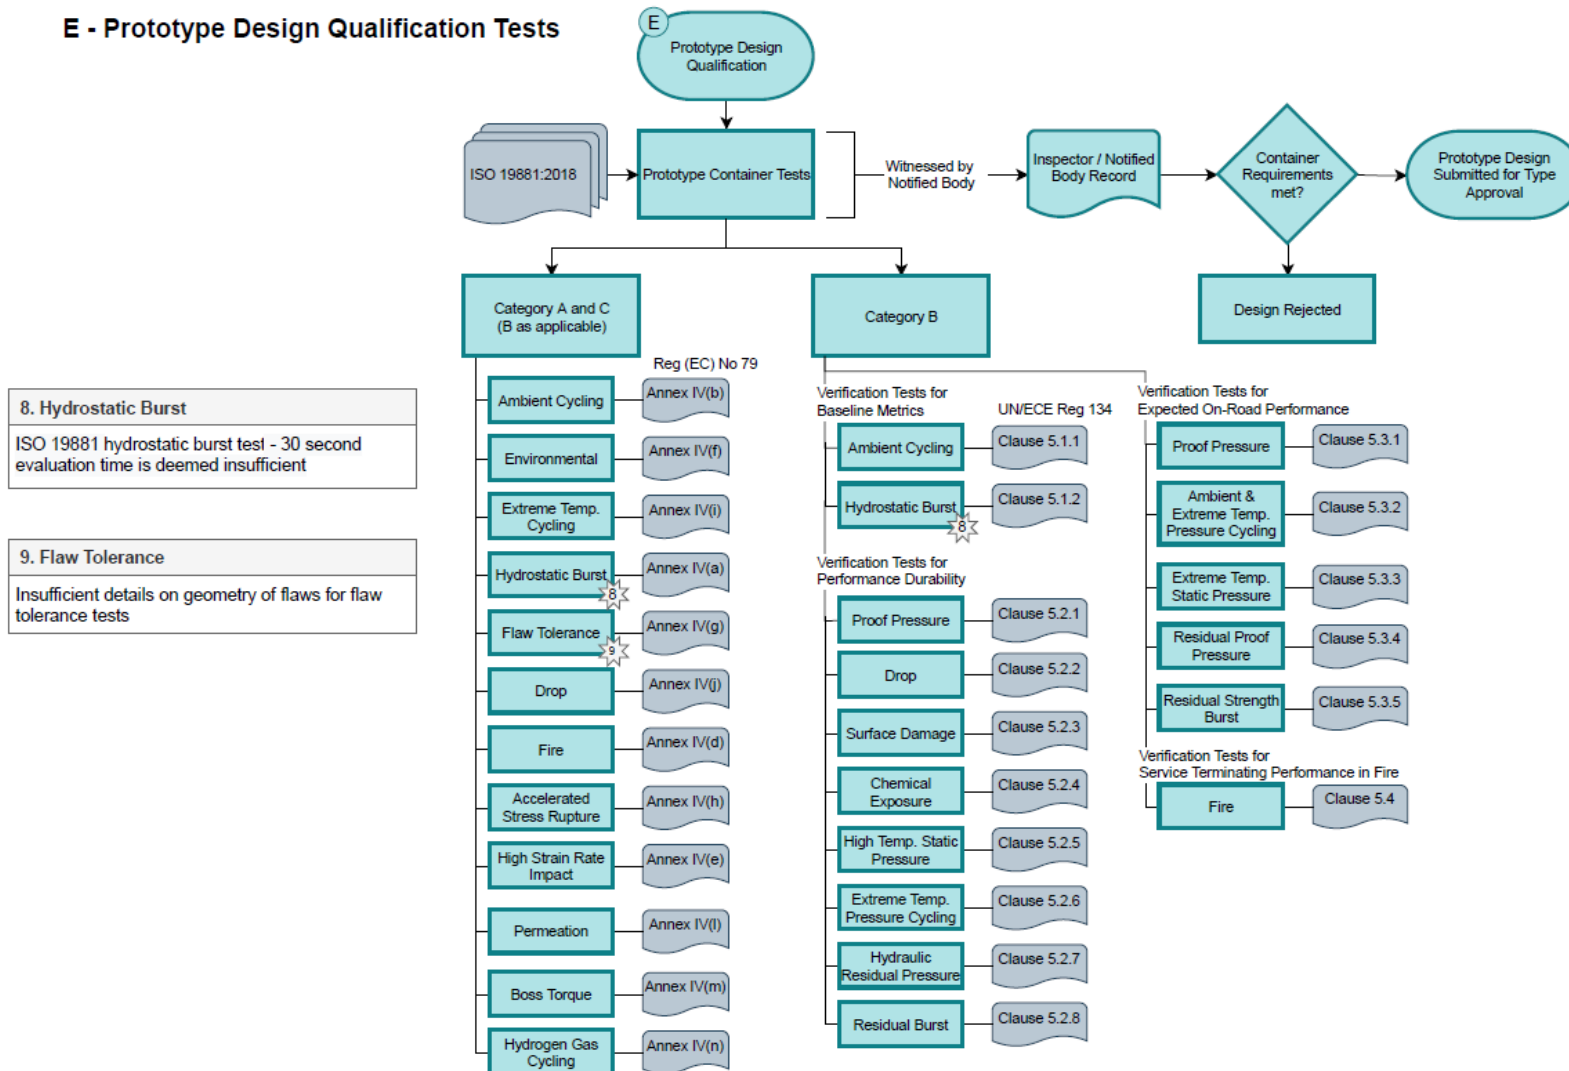 E - Prototype Design Qualification Tests
E
Prototype Design
Qualification
ISO 19881:2018
Prototype Container Tests
Witnessed by
Notified Body
Inspector / Notified
Body Record
Container
Requirements
met?
Prototype Design
Submitted for Type
Approval
Design Rejected
Category A and C
(B as applicable)
Reg (EC) No 79
Ambient Cycling
Annex IV(b)
Environmental
Annex IV(f)
Extreme Temp.
Cycling
Annex IV(i)
Hydrostatic Burst
8
Annex IV(a)
Flaw Tolerance
9
Annex IV(g)
Drop
Annex IV(j)
Fire
Annex IV(d)
Accelerated
Stress Rupture
Annex IV(h)
High Strain Rate
Impact
Annex IV(e)
Permeation
Annex IV(l)
Boss Torque
Annex IV(m)
Hydrogen Gas
Cycling
Annex IV(n)
Category B
Verification Tests for
Baseline Metrics
UN/ECE Reg 134
Ambient Cycling
Clause 5.1.1
Hydrostatic Burst
8
Clause 5.1.2
Verification Tests for
Performance Durability
Proof Pressure
Clause 5.2.1
Drop
Clause 5.2.2
Surface Damage
Clause 5.2.3
Chemical
Exposure
Clause 5.2.4
High Temp. Static
Pressure
Clause 5.2.5
Extreme Temp.
Pressure Cycling
Clause 5.2.6
Hydraulic
Residual Pressure
Clause 5.2.7
Residual Burst
Clause 5.2.8
Verification Tests for
Expected On-Road Performance
Proof Pressure
Clause 5.3.1
Ambient &
Extreme Temp.
Pressure Cycling
Clause 5.3.2
Extreme Temp.
Static Pressure
Clause 5.3.3
Residual Proof
Pressure
Clause 5.3.4
Residual Strength
Burst
Clause 5.3.5
Verification Tests for
Service Terminating Performance in Fire
Fire
Clause 5.4
8. Hydrostatic Burst
ISO 19881 hydrostatic burst test - 30 second
evaluation time is deemed insufficient
9. Flaw Tolerance
Insufficient details on geometry of flaws for flaw
tolerance tests